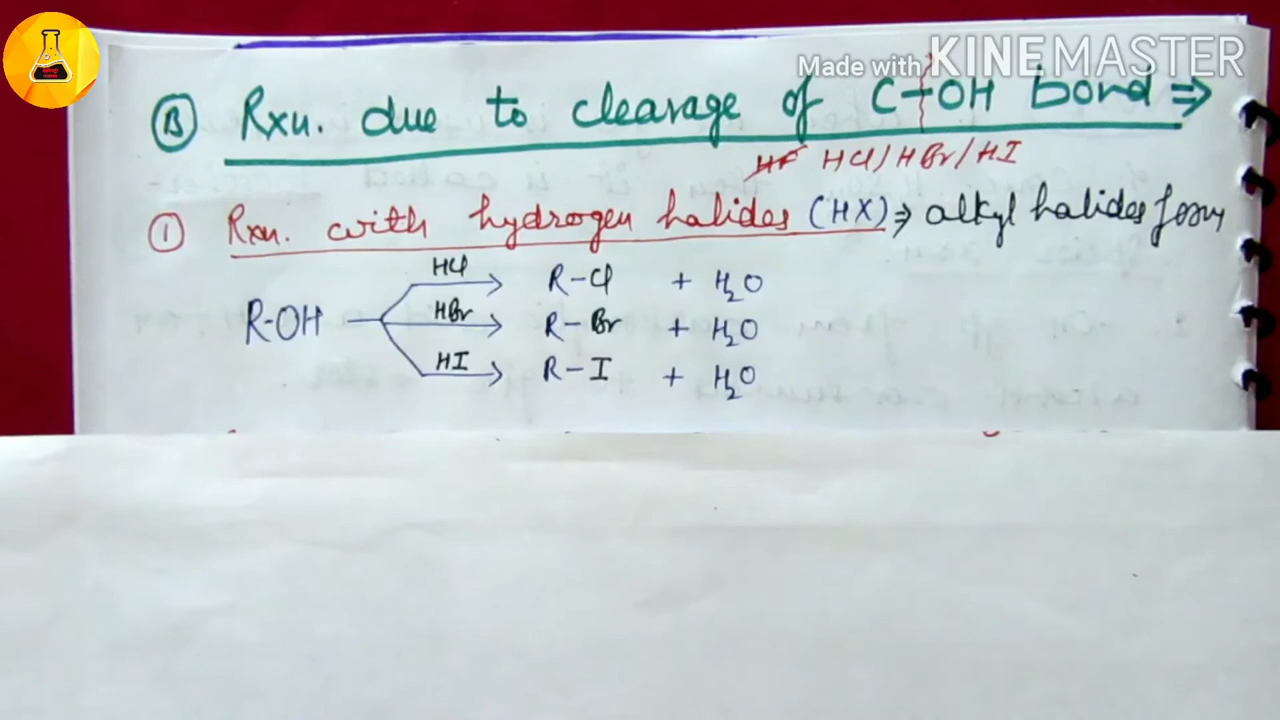 Made with KINEMASTER
(B) Rxn. due to cleavage of C-OH bond ⇒
HF HCl/HBr/HI
(1) Rxn. with hydrogen halides (HX) ⇒ alkyl halides form
HCl R-Cl + H₂O
R-OH HBr R-Br + H₂O
HI R-I + H₂O